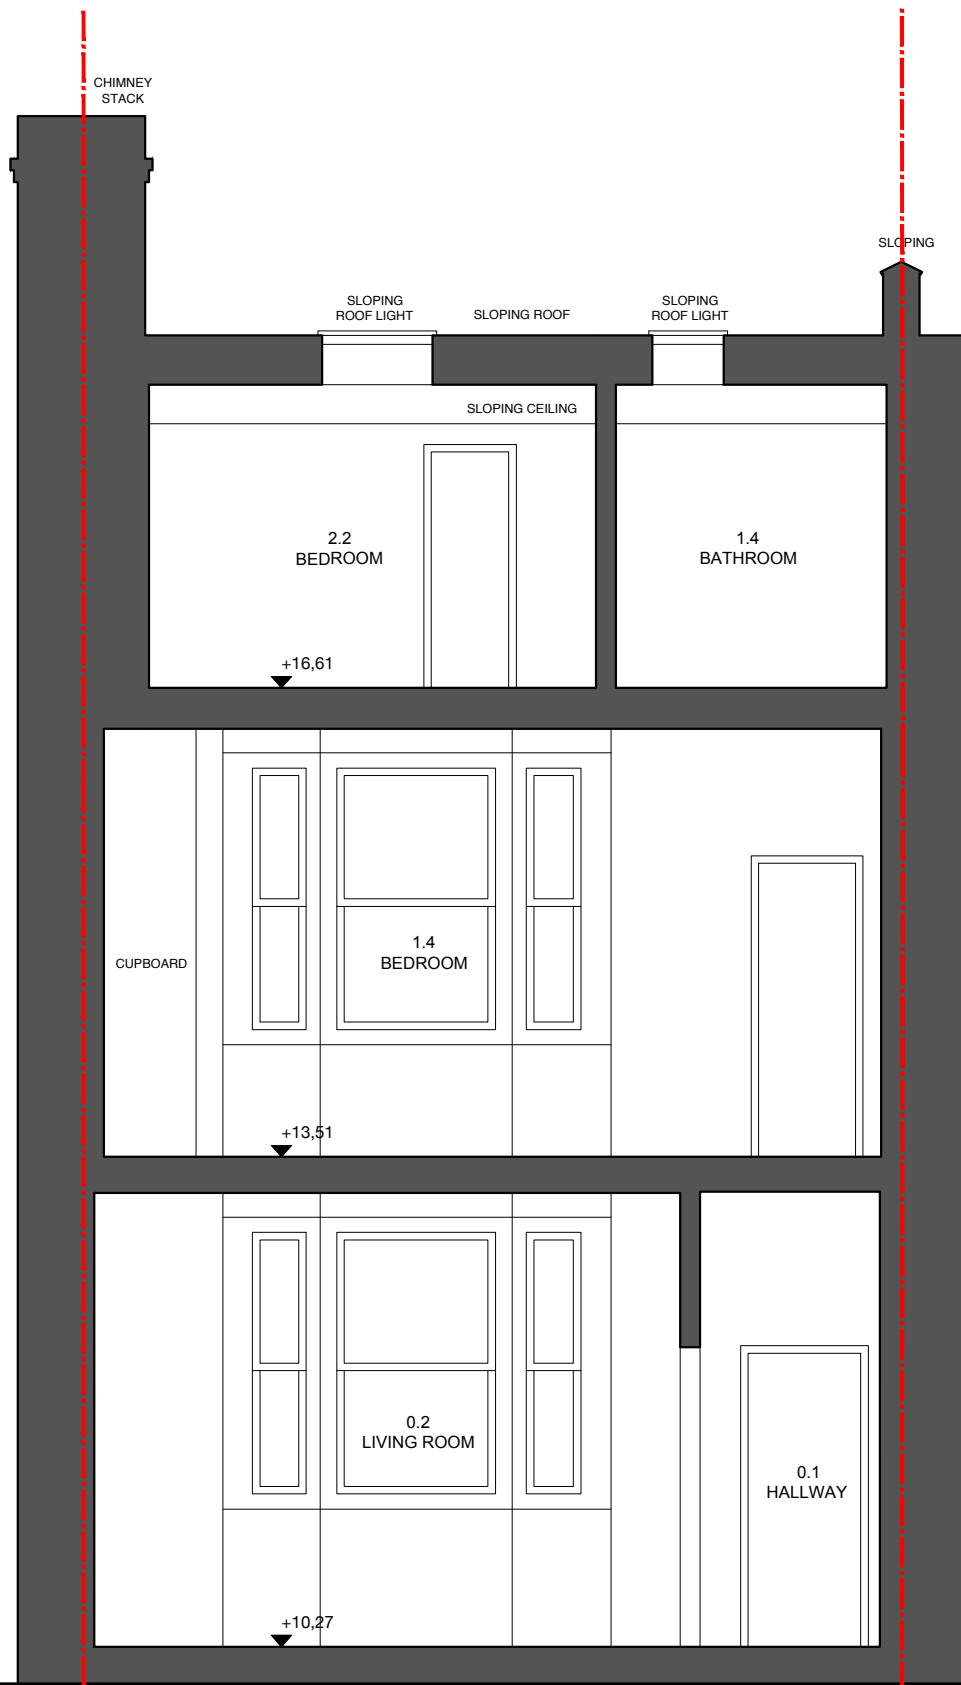 CHIMNEY
STACK
SLOPING
SLOPING
ROOF LIGHT
SLOPING ROOF
SLOPING
ROOF LIGHT
SLOPING CEILING
2.2
BEDROOM
1.4
BATHROOM
+16,61
1.4
BEDROOM
CUPBOARD
+13,51
0.2
LIVING ROOM
0.1
HALLWAY
+10,27